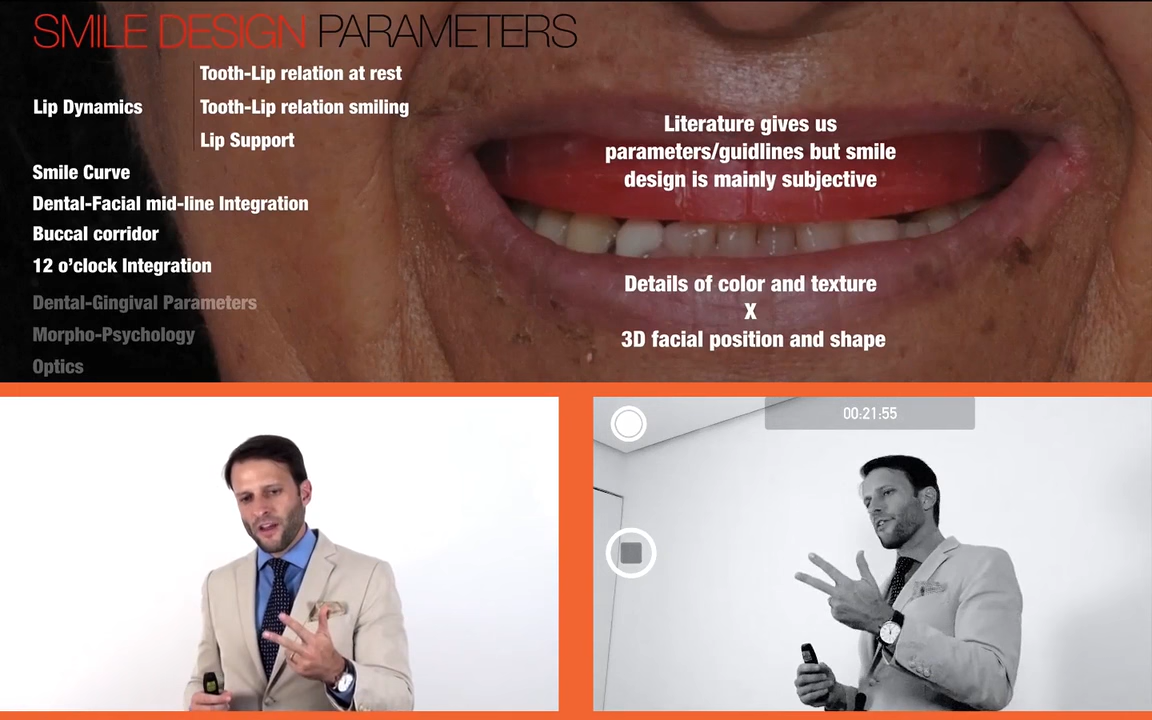 SMILE DESIGN PARAMETERS
Lip Dynamics
Tooth-Lip relation at rest
Tooth-Lip relation smiling
Lip Support
Smile Curve
Dental-Facial mid-line Integration
Buccal corridor
12 o’clock Integration
Dental-Gingival Parameters
Morpho-Psychology
Optics
Literature gives us
parameters/guidlines but smile
design is mainly subjective
Details of color and texture
X
3D facial position and shape
00:21:55